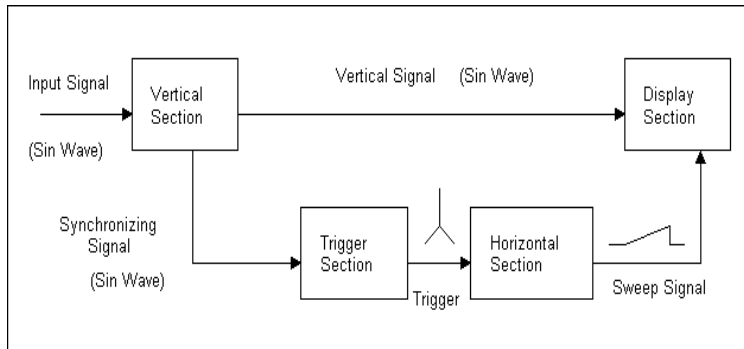 Input Signal
(Sin Wave)
Vertical
Section
Vertical Signal (Sin Wave)
Display
Section
Synchronizing
Signal
(Sin Wave)
Trigger
Section
Trigger
Horizontal
Section
Sweep Signal